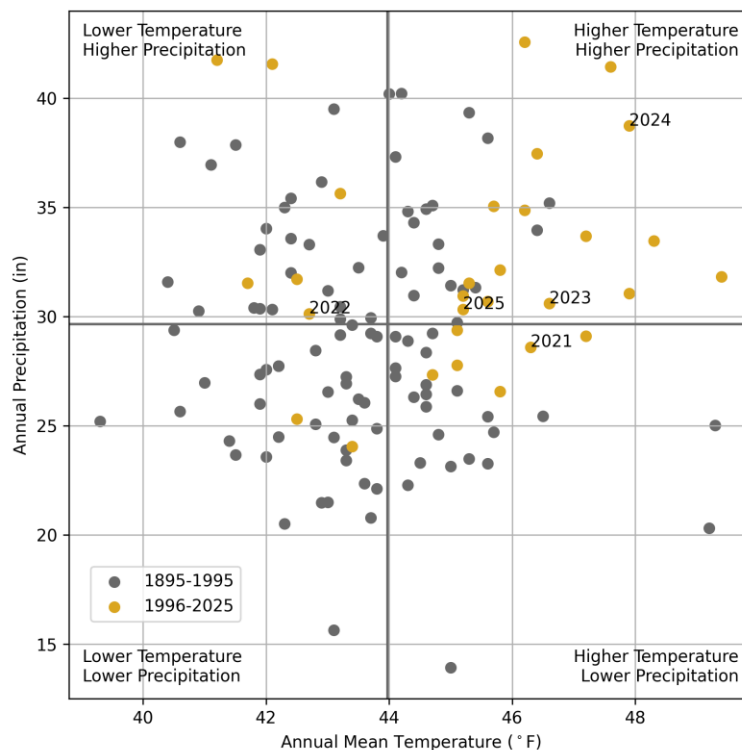 Lower Temperature
Higher Precipitation
Higher Temperature
Higher Precipitation
2024
2022
2025
2023
2021
Annual Precipitation (in)
40
35
30
25
20
15
1895-1995
1996-2025
Lower Temperature
Lower Precipitation
Higher Temperature
Lower Precipitation
40
42
44
46
48
Annual Mean Temperature (°F)